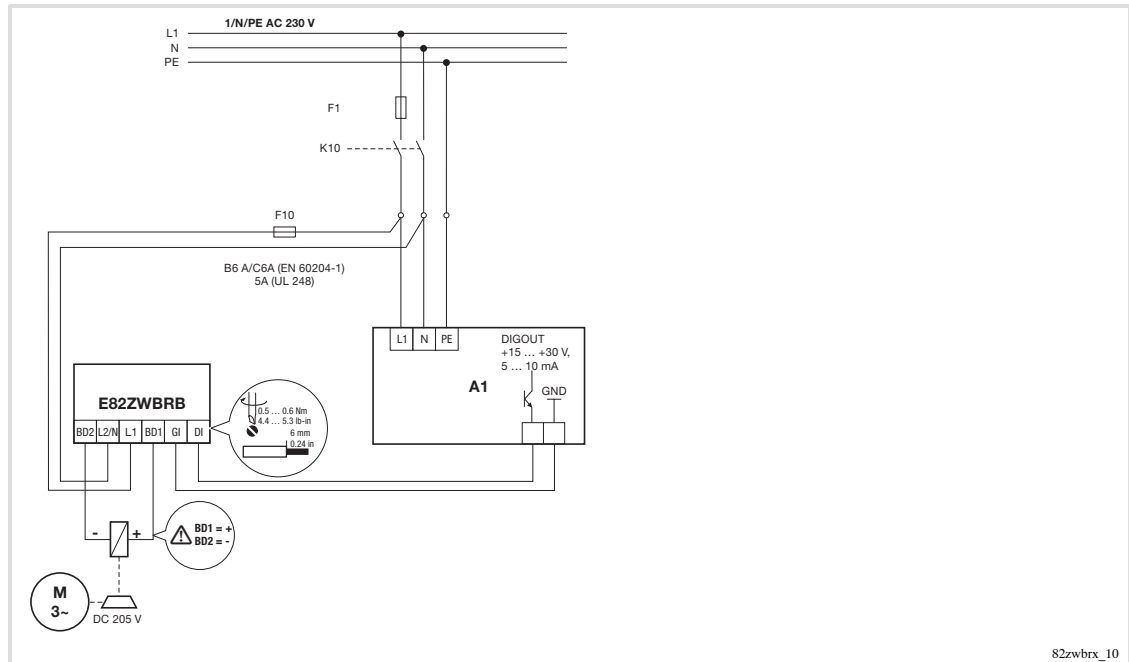 1/N/PE AC 230 V
L1
N
PE
F1
K10
F10
B6 A/C6A (EN 60204-1)
5A (UL 248)
L1 N PE
DIGOUT
+15 ... +30 V,
5 ... 10 mA
A1
GND
E82ZWBRB
BD2 L2/N L1 BD1 GI DI
0.5 ... 0.6 Nm
4.4 ... 5.3 lb-in
6 mm
0.24 in
- +
BD1 = +
BD2 = -
M
3~
DC 205 V
82zwbrx_10